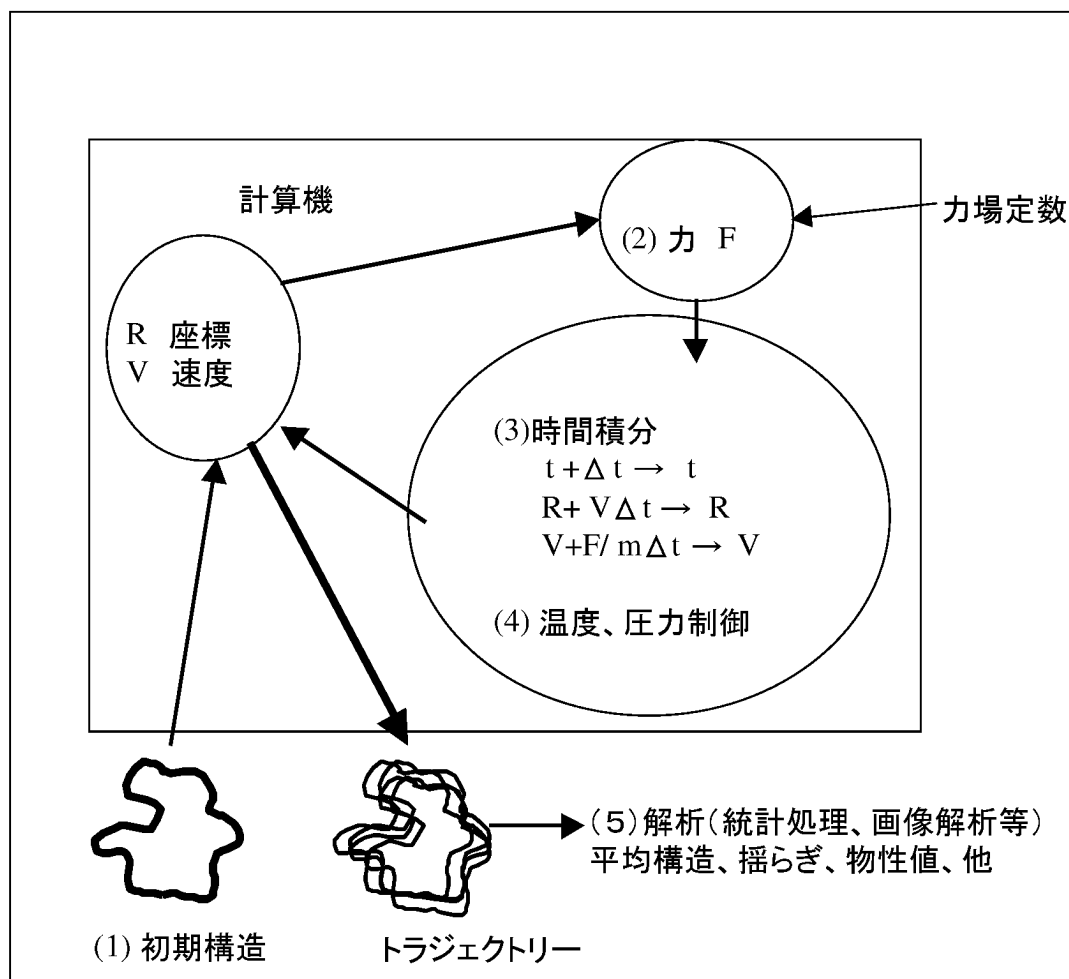 計算機
力場定数
(2) 力 F
R 座標
V 速度
(3)時間積分
t +Δ t → t
R+ VΔ t → R
V+F/ mΔ t → V
(4) 温度、圧力制御
(５)解析(統計処理、画像解析等)
平均構造、揺らぎ、物性値、他
(1) 初期構造
トラジェクトリー